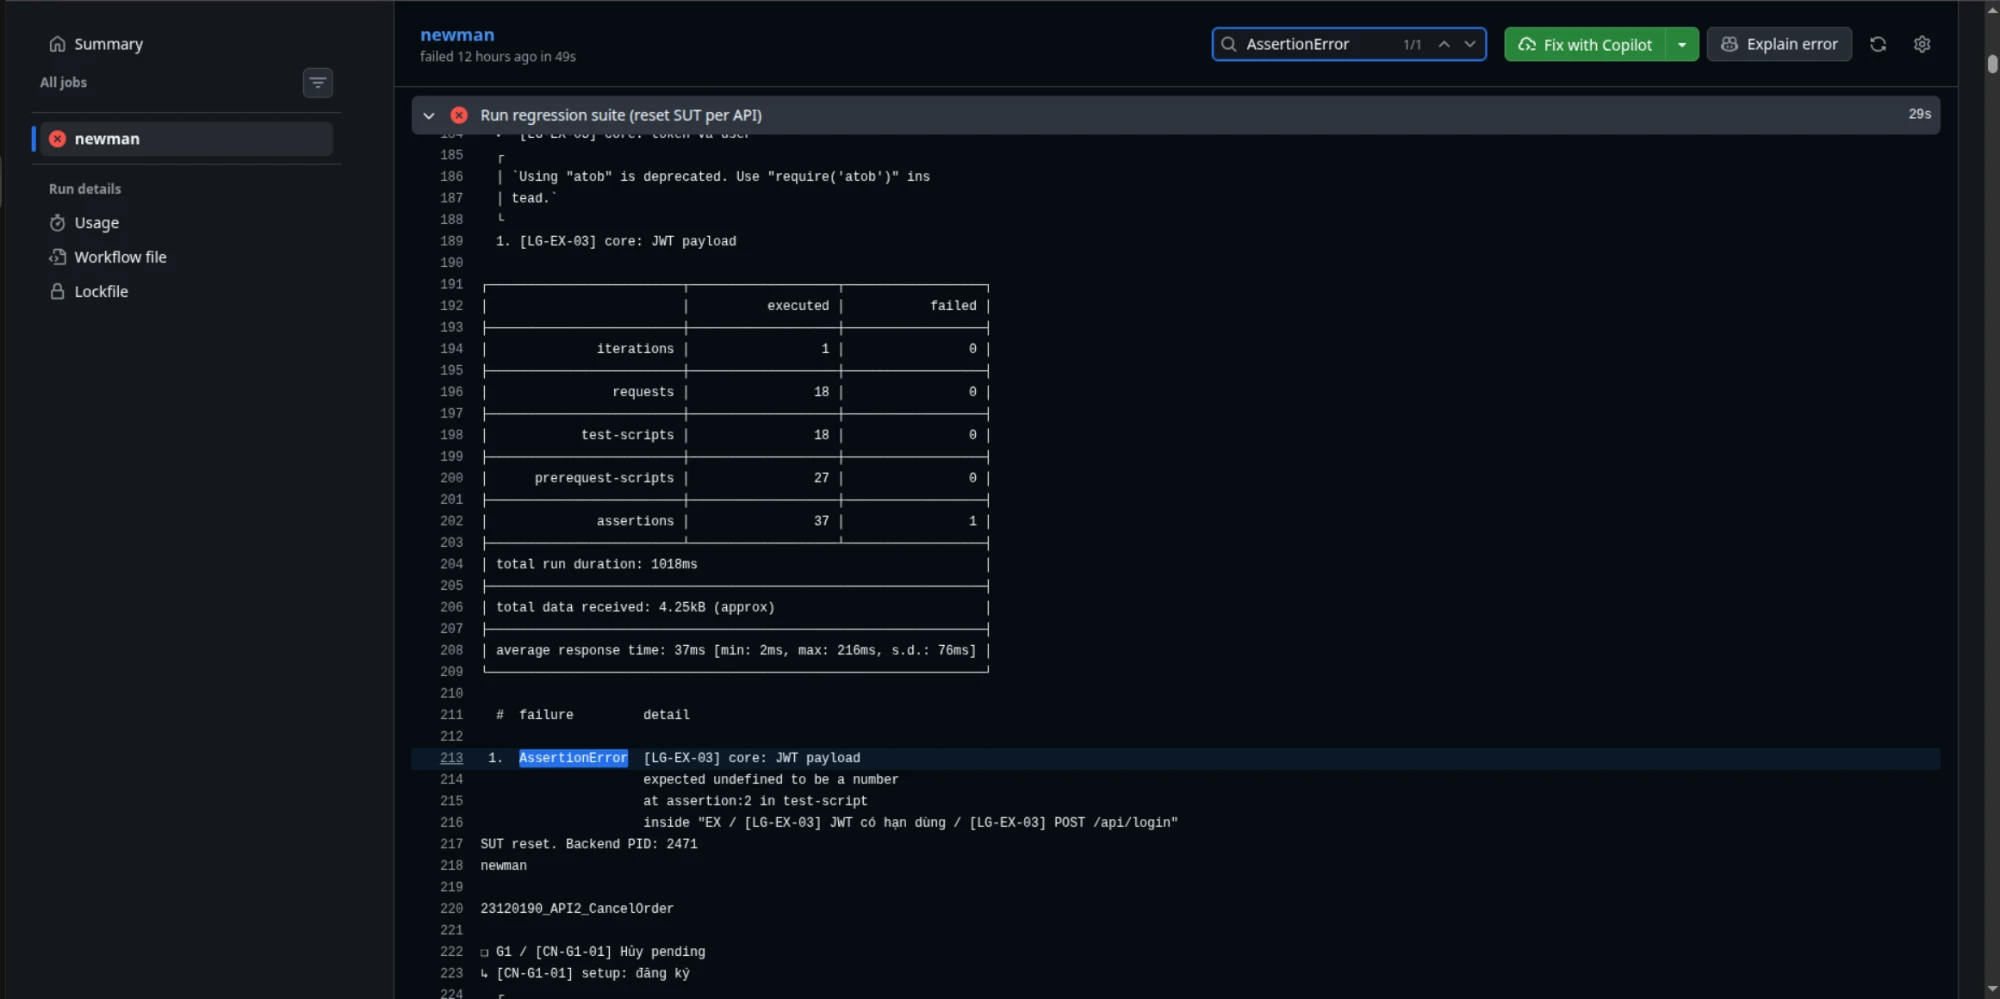 Summary
All jobs
newman
Run details
Usage
Workflow file
Lockfile
newman
failed 12 hours ago in 49s
AssertionError 1/1
Fix with Copilot
Explain error
Run regression suite (reset SUT per API) 29s
184 ✓ [LG-EX-03] core: token và user
185 ┌
186 │ `Using "atob" is deprecated. Use "require('atob')" ins
187 │ tead.`
188 └
189 1. [LG-EX-03] core: JWT payload
190
191
192 │ │ executed │ failed │
193
194 │ iterations │ 1 │ 0 │
195
196 │ requests │ 18 │ 0 │
197
198 │ test-scripts │ 18 │ 0 │
199
200 │ prerequest-scripts │ 27 │ 0 │
201
202 │ assertions │ 37 │ 1 │
203
204 │ total run duration: 1018ms │
205
206 │ total data received: 4.25kB (approx) │
207
208 │ average response time: 37ms [min: 2ms, max: 216ms, s.d.: 76ms] │
209
210
211 # failure detail
212
213 1. AssertionError [LG-EX-03] core: JWT payload
214 expected undefined to be a number
215 at assertion:2 in test-script
216 inside "EX / [LG-EX-03] JWT có hạn dùng / [LG-EX-03] POST /api/login"
217 SUT reset. Backend PID: 2471
218 newman
219
220 23120190_API2_CancelOrder
221
222 ❏ G1 / [CN-G1-01] Hủy pending
223 ↳ [CN-G1-01] setup: đăng ký
224 ┌